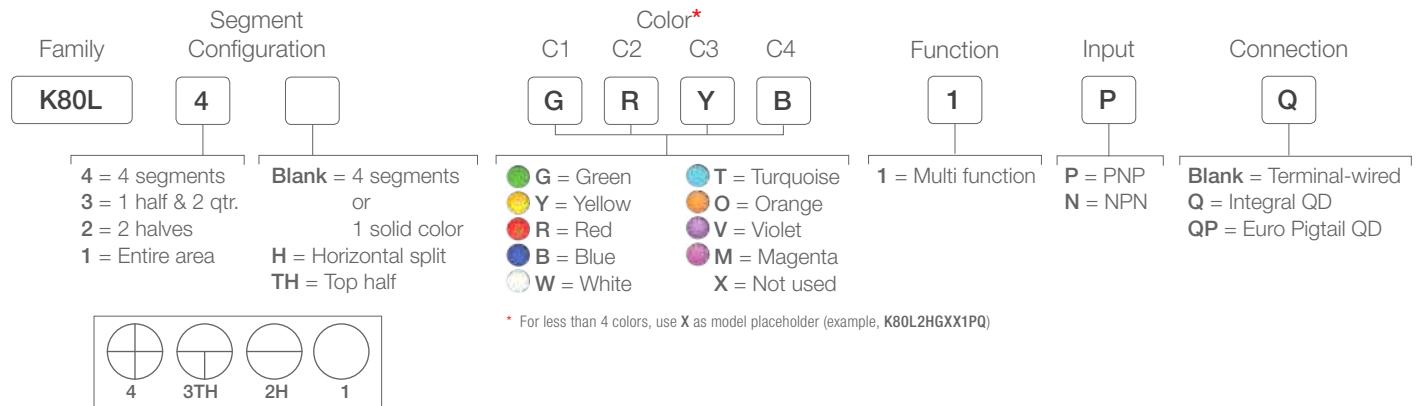 Segment
Color*
Family Configuration C1 C2 C3 C4 Function Input Connection
K80L 4 G R Y B 1 P Q
4 = 4 segments
3 = 1 half & 2 qtr.
2 = 2 halves
1 = Entire area
Blank = 4 segments
or
1 solid color
H = Horizontal split
TH = Top half
G = Green
Y = Yellow
R = Red
B = Blue
W = White
T = Turquoise
O = Orange
V = Violet
M = Magenta
X = Not used
1 = Multi function
P = PNP
N = NPN
Blank = Terminal-wired
Q = Integral QD
QP = Euro Pigtail QD
* For less than 4 colors, use X as model placeholder (example, K80L2HGXX1PQ)
4 3TH 2H 1